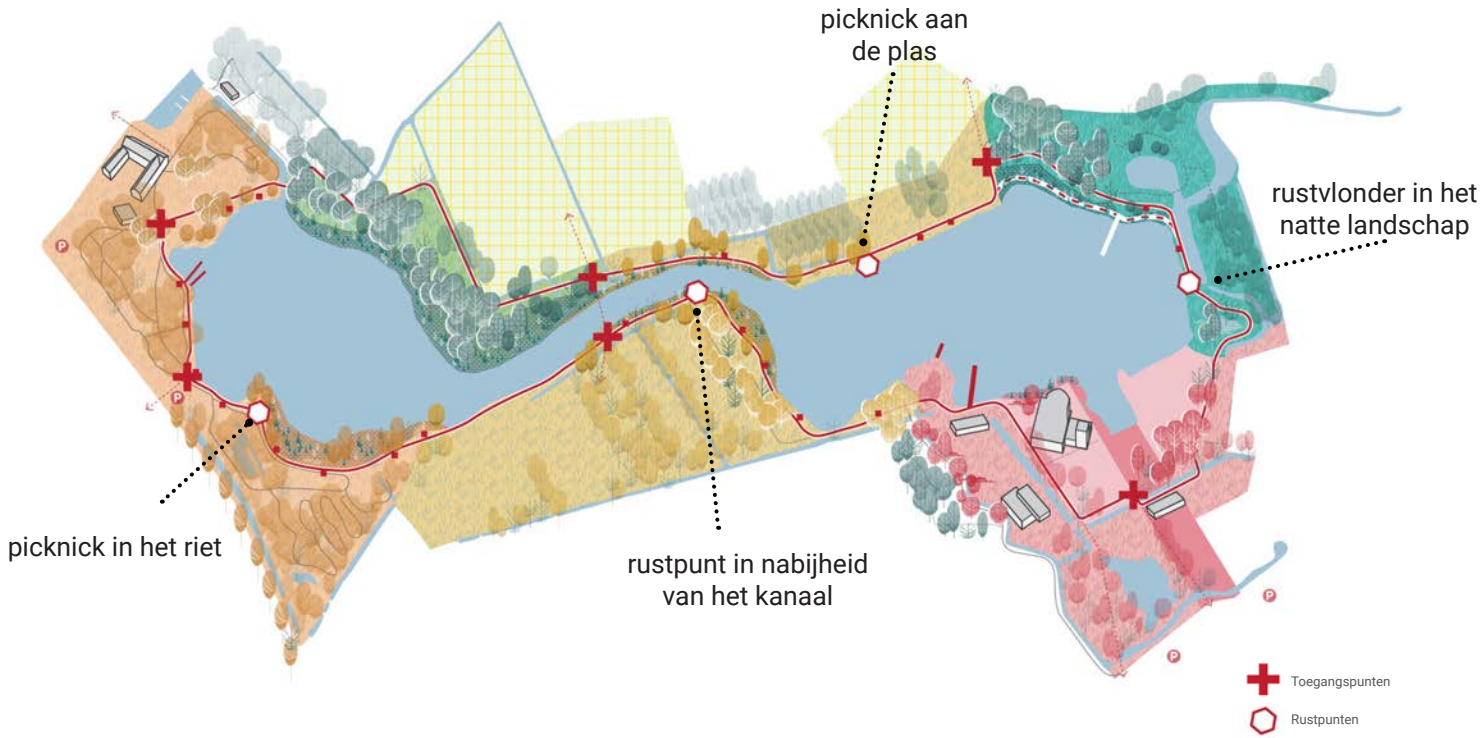 picknick aan
de plas
rustvlonder in het
natte landschap
P
P
picknick in het riet
rustpunt in nabijheid
van het kanaal
P
P
Toegangspunten
Rustpunten